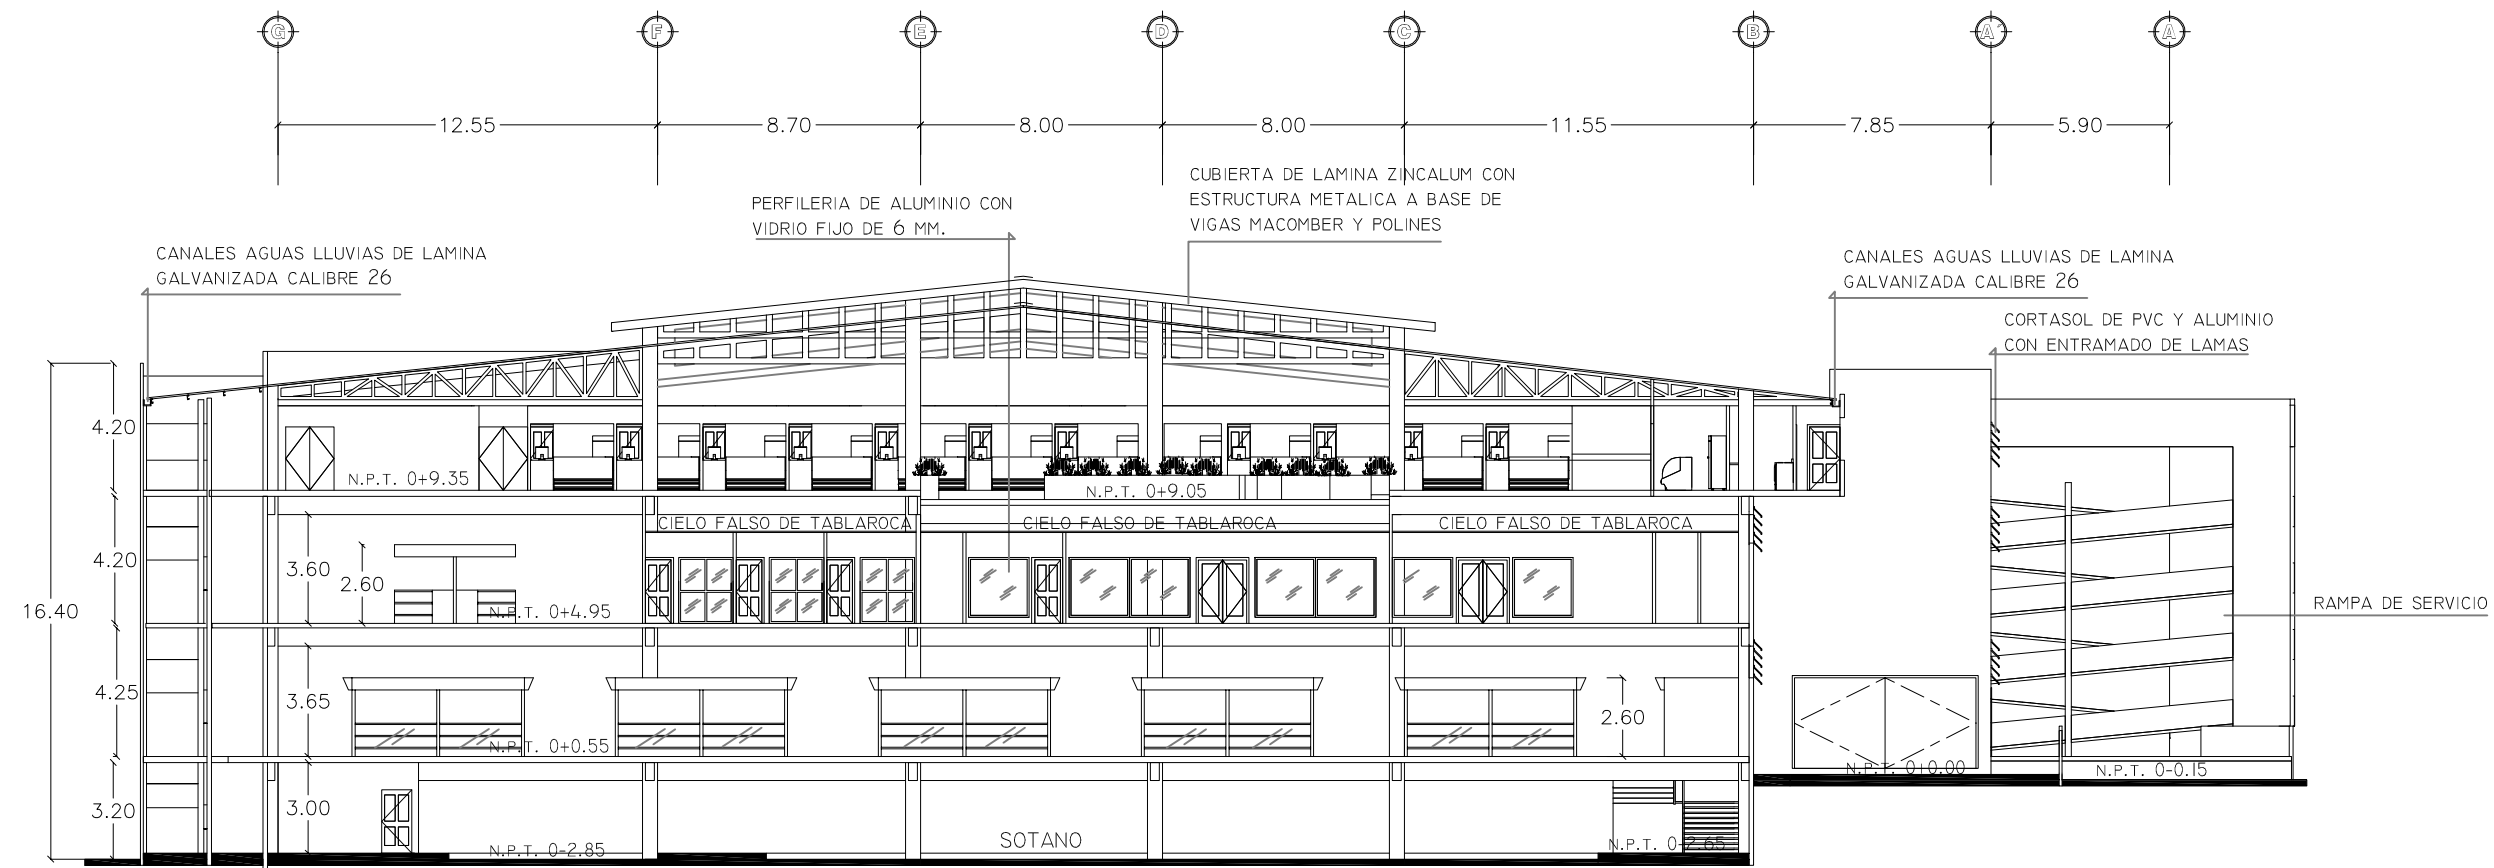 G F E D C B A´ A
12.55 8.70 8.00 8.00 11.55 7.85 5.90
CUBIERTA DE LAMINA ZINCALUM CON
ESTRUCTURA METALICA A BASE DE
VIGAS MACOMBER Y POLINES
PERFILERIA DE ALUMINIO CON
VIDRIO FIJO DE 6 MM.
CANALES AGUAS LLUVIAS DE LAMINA
GALVANIZADA CALIBRE 26
CANALES AGUAS LLUVIAS DE LAMINA
GALVANIZADA CALIBRE 26
CORTASOL DE PVC Y ALUMINIO
CON ENTRAMADO DE LAMAS
4.20
N.P.T. 0+9.35
N.P.T. 0+9.05
CIELO FALSO DE TABLAROCA
CIELO FALSO DE TABLAROCA
CIELO FALSO DE TABLAROCA
4.20
3.60
2.60
16.40
N.P.T. 0+4.95
RAMPA DE SERVICIO
4.25
3.65
2.60
N.P.T. 0+0.55
N.P.T. 0+0.00
N.P.T. 0-0.15
3.20
3.00
SOTANO
N.P.T. 0-2.85
N.P.T. 0-2.65